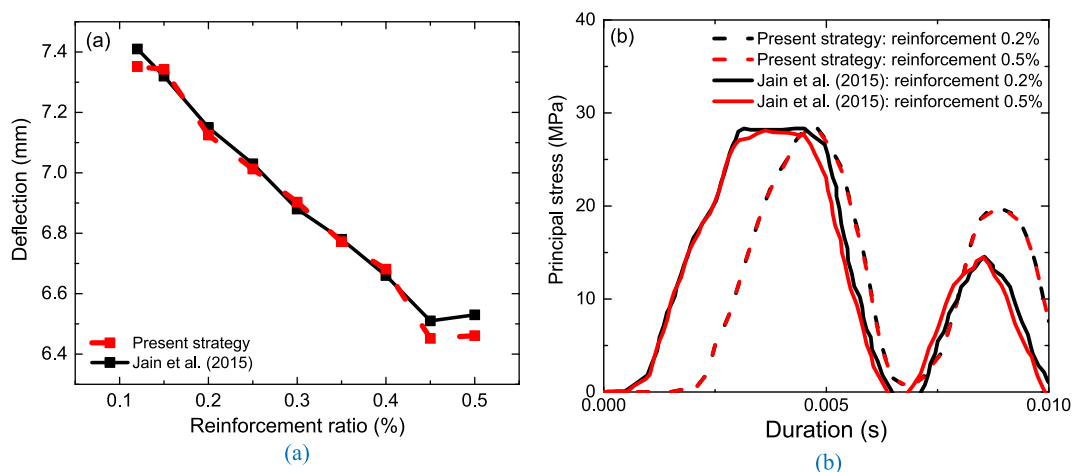 (a)
7.4
7.2
7.0
6.8
6.6
6.4
Deflection (mm)
Present strategy
Jain et al. (2015)
0.1
0.2
0.3
0.4
0.5
Reinforcement ratio (%)
(a)
(b)
Present strategy: reinforcement 0.2%
Present strategy: reinforcement 0.5%
Jain et al. (2015): reinforcement 0.2%
Jain et al. (2015): reinforcement 0.5%
40
30
20
10
0
Principal stress (MPa)
0.000
0.005
0.010
Duration (s)
(b)